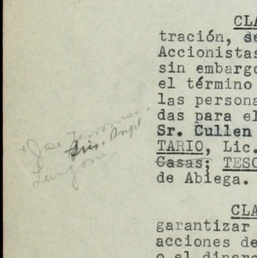 CLA
tración, se
Accionistas
sin embargo
el término
las persona
das para el
Sr. Cullen
TARIO, Lic.
Casas; TESO
de Abiega.
CLA
garantizar
acciones de
o el dinero